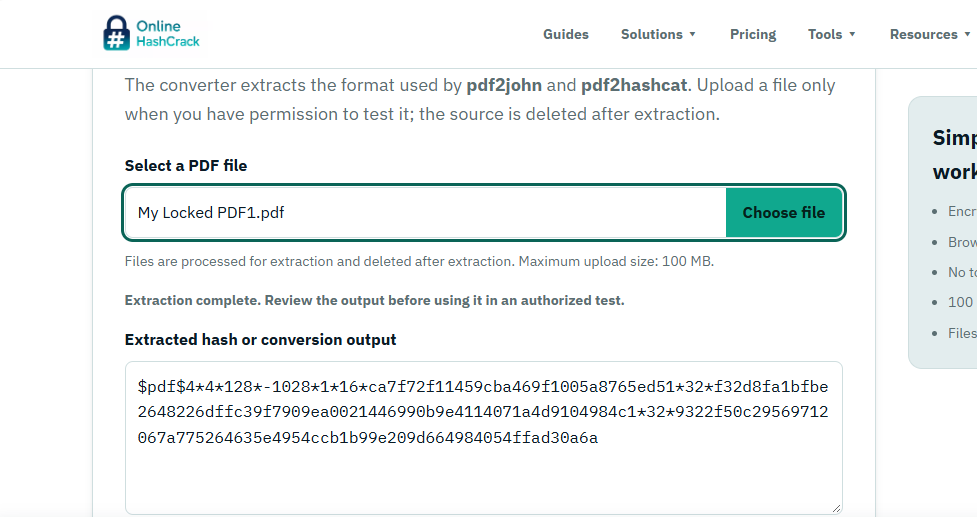 Online
HashCrack
Guides Solutions ▼ Pricing Tools ▼ Resources ▼
The converter extracts the format used by pdf2john and pdf2hashcat. Upload a file only
when you have permission to test it; the source is deleted after extraction.
Select a PDF file
My Locked PDF1.pdf Choose file
Files are processed for extraction and deleted after extraction. Maximum upload size: 100 MB.
Extraction complete. Review the output before using it in an authorized test.
Extracted hash or conversion output
$pdf$4*4*128*-1028*1*16*ca7f72f11459cba469f1005a8765ed51*32*f32d8fa1bfbe
2648226dffc39f7909ea0021446990b9e4114071a4d9104984c1*32*9322f50c29569712
067a775264635e4954ccb1b99e209d664984054ffad30a6a
Simp
work
Encr
Brow
No to
100
Files